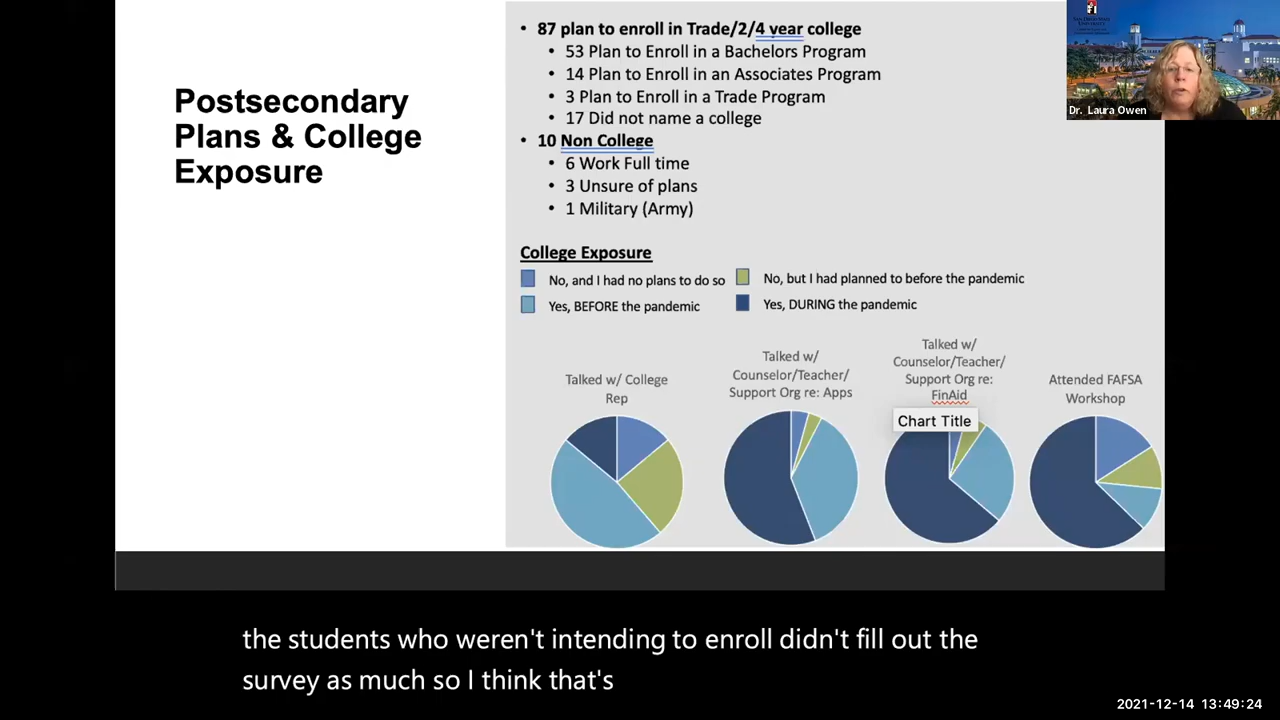 Postsecondary
Plans & College
Exposure
• 87 plan to enroll in Trade/2/4 year college
• 53 Plan to Enroll in a Bachelors Program
• 14 Plan to Enroll in an Associates Program
• 3 Plan to Enroll in a Trade Program
• 17 Did not name a college
• 10 Non College
• 6 Work Full time
• 3 Unsure of plans
• 1 Military (Army)
College Exposure
No, and I had no plans to do so
No, but I had planned to before the pandemic
Yes, BEFORE the pandemic
Yes, DURING the pandemic
Talked w/ College
Rep
Talked w/
Counselor/Teacher/
Support Org re: Apps
Talked w/
Counselor/Teacher/
Support Org re:
FinAid
Chart Title
Attended FAFSA
Workshop
Dr. Laura Owen
the students who weren't intending to enroll didn't fill out the
survey as much so I think that's
2021-12-14 13:49:24